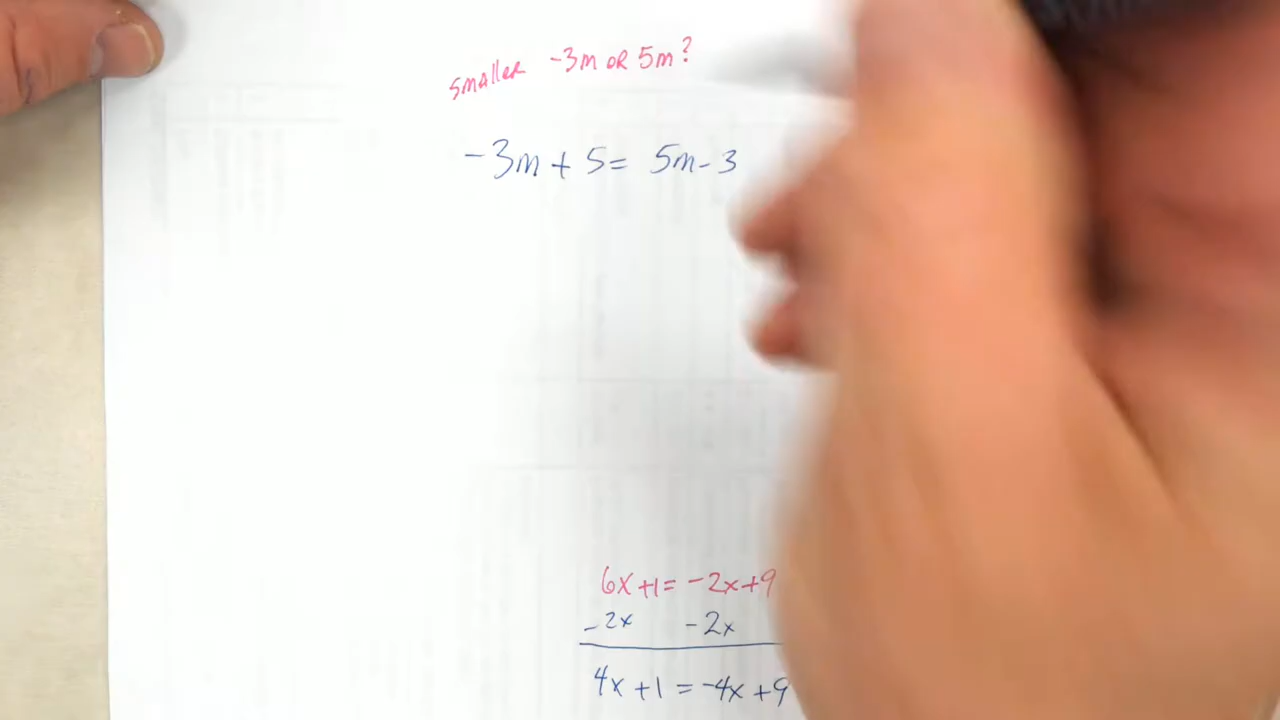 smaller -3m OR 5m?
-3m + 5 = 5m - 3
6x + 1 = -2x + 9
-2x -2x
4x + 1 = -4x + 9